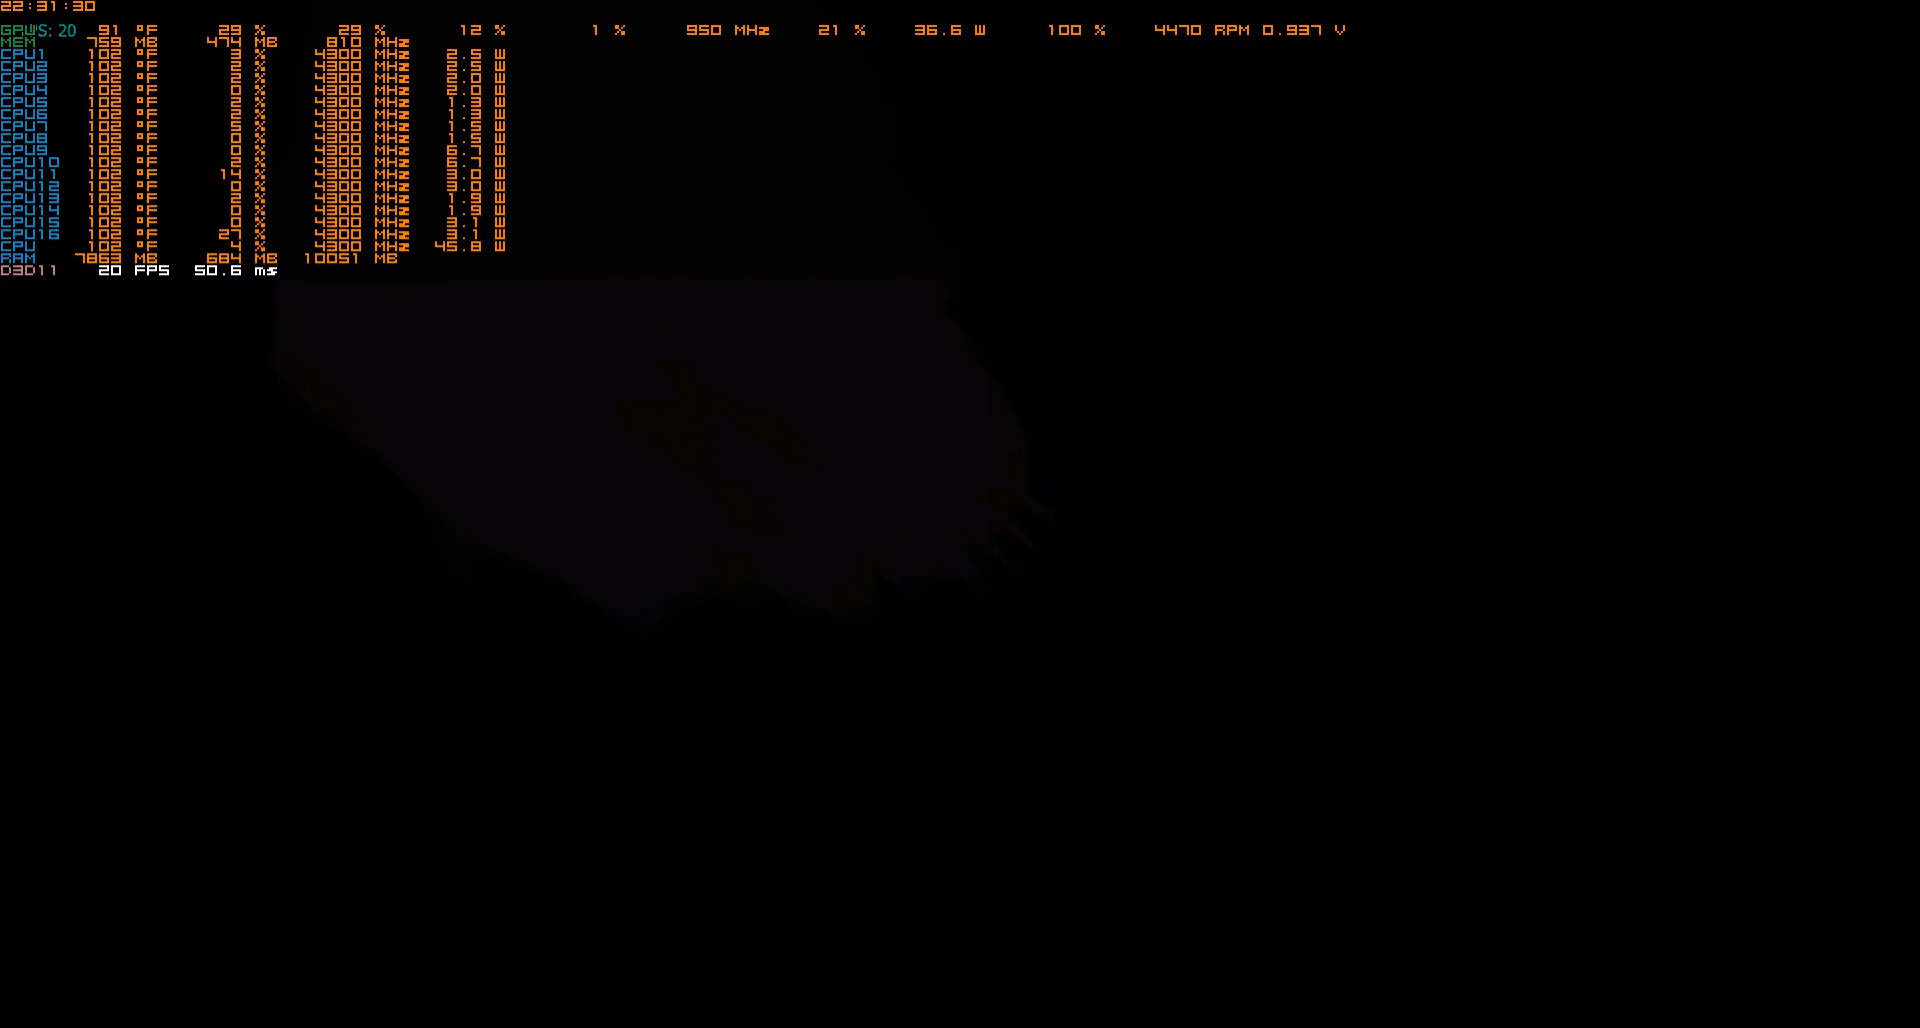 22:31:30
GPU S: 20 91 °F 29 % 29 % 12 % 1 % 950 MHz 21 % 36.6 W 100 % 4470 RPM 0.937 V
MEM 759 MB 474 MB 810 MHz
CPU1 102 °F 3 % 4300 MHz 2.5 W
CPU2 102 °F 2 % 4300 MHz 2.5 W
CPU3 102 °F 2 % 4300 MHz 2.0 W
CPU4 102 °F 0 % 4300 MHz 2.0 W
CPU5 102 °F 2 % 4300 MHz 1.3 W
CPU6 102 °F 2 % 4300 MHz 1.3 W
CPU7 102 °F 5 % 4300 MHz 1.5 W
CPU8 102 °F 0 % 4300 MHz 1.5 W
CPU9 102 °F 0 % 4300 MHz 6.7 W
CPU10 102 °F 2 % 4300 MHz 6.7 W
CPU11 102 °F 14 % 4300 MHz 3.0 W
CPU12 102 °F 0 % 4300 MHz 3.0 W
CPU13 102 °F 2 % 4300 MHz 1.9 W
CPU14 102 °F 0 % 4300 MHz 1.9 W
CPU15 102 °F 0 % 4300 MHz 3.1 W
CPU16 102 °F 27 % 4300 MHz 3.1 W
CPU 102 °F 4 % 4300 MHz 45.8 W
RAM 7863 MB 684 MB 10051 MB
D3D11 20 FPS 50.6 ms